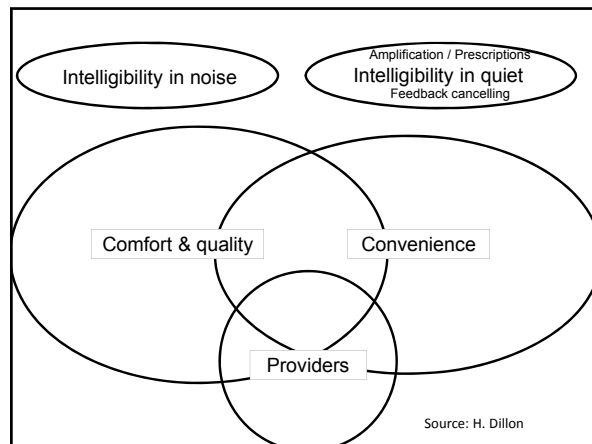 Intelligibility in noise
Amplification / Prescriptions
Intelligibility in quiet
Feedback cancelling
Comfort & quality
Convenience
Providers
Source: H. Dillon